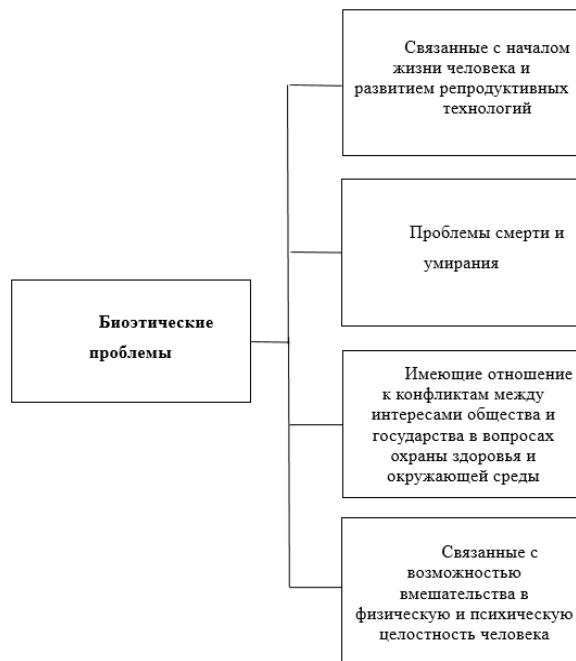 Связанные с началом
жизни человека и
развитием репродуктивных
технологий
Проблемы смерти и
умирания
Биоэтические
проблемы
Имеющие отношение
к конфликтам между
интересами общества и
государства в вопросах
охраны здоровья и
окружающей среды
Связанные с
возможностью
вмешательства в
физическую и психическую
целостность человека